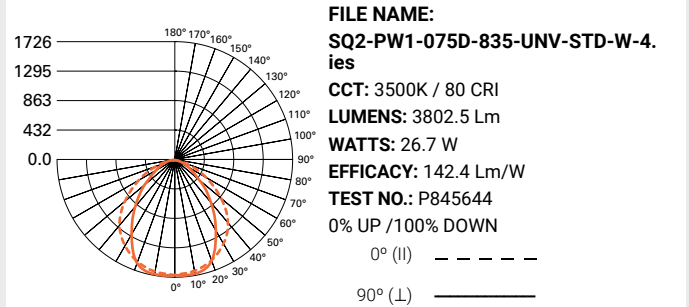 1726
1295
863
432
0.0
180°
170°
160°
150°
140°
130°
120°
110°
100°
90°
80°
70°
60°
50°
40°
30°
20°
10°
0°
FILE NAME:
SQ2-PW1-075D-835-UNV-STD-W-4.
ies
CCT: 3500K / 80 CRI
LUMENS: 3802.5 Lm
WATTS: 26.7 W
EFFICACY: 142.4 Lm/W
TEST NO.: P845644
0% UP /100% DOWN
0º (II)
90º (⊥)